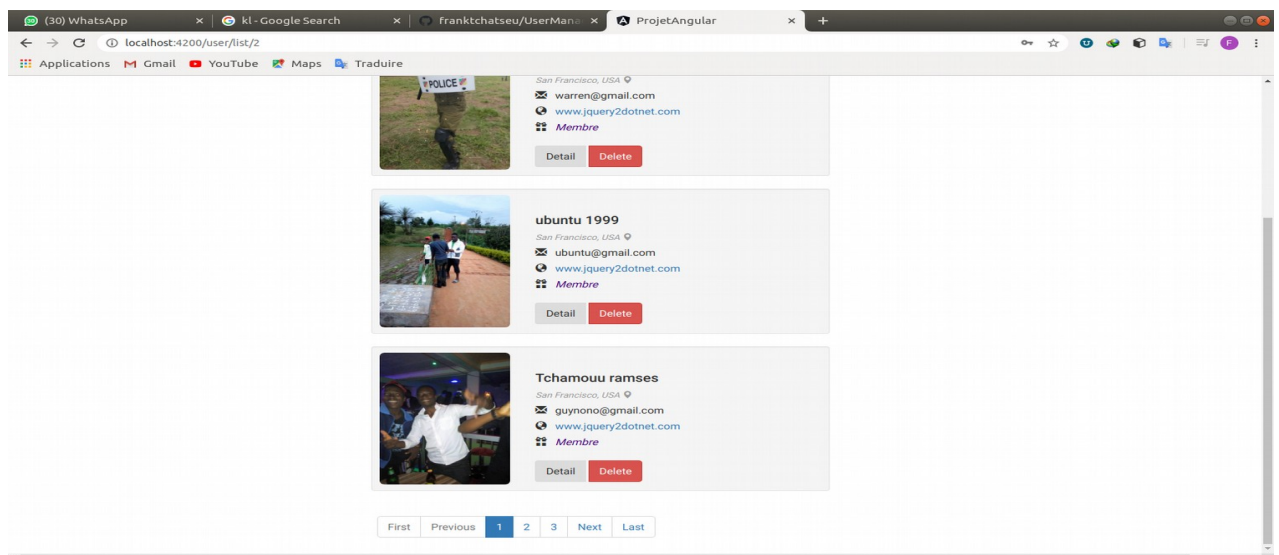 (30) WhatsApp
kl - Google Search
franktchatseu/UserMana
ProjetAngular
localhost:4200/user/list/2
F
Applications
Gmail
YouTube
Maps
Traduire
POLICE
San Francisco, USA
warren@gmail.com
www.jquery2dotnet.com
Membre
Detail Delete
ubuntu 1999
San Francisco, USA
ubuntu@gmail.com
www.jquery2dotnet.com
Membre
Detail Delete
Tchamouu ramses
San Francisco, USA
guynono@gmail.com
www.jquery2dotnet.com
Membre
Detail Delete
First Previous 1 2 3 Next Last